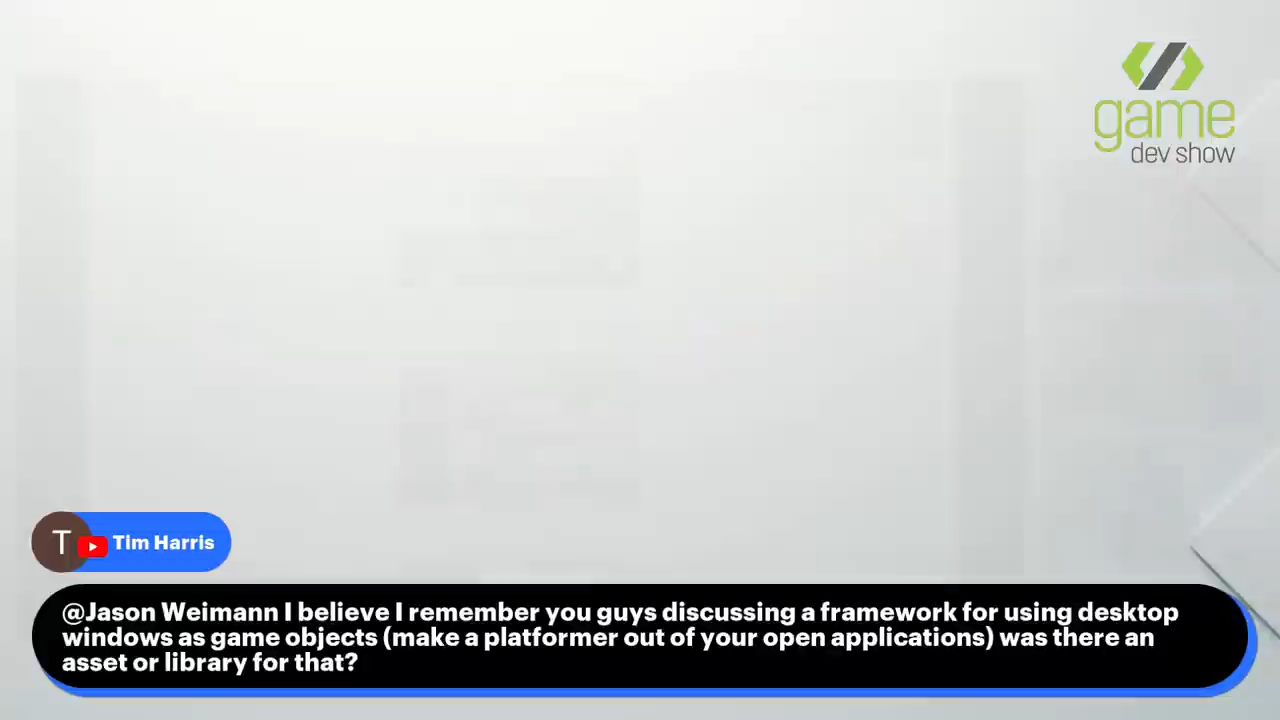 game
dev show
T
Tim Harris
@Jason Weimann I believe I remember you guys discussing a framework for using desktop
windows as game objects (make a platformer out of your open applications) was there an
asset or library for that?